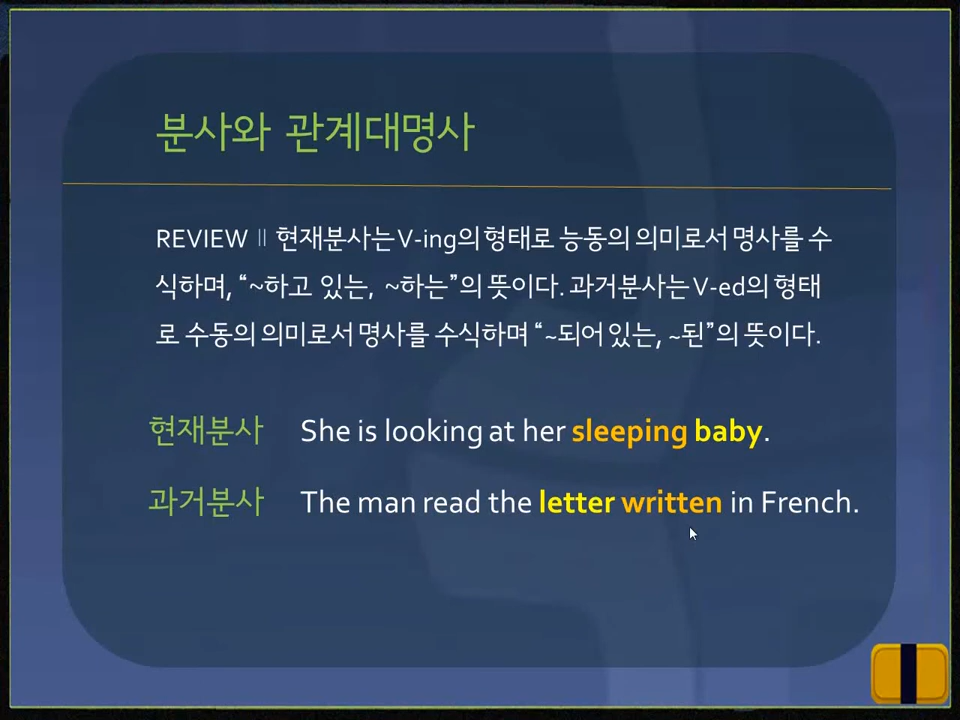 분사와 관계대명사
REVIEW || 현재분사는 V-ing의 형태로 능동의 의미로서 명사를 수
식하며, “~하고 있는, ~하는”의 뜻이다. 과거분사는 V-ed의 형태
로 수동의 의미로서 명사를 수식하며 “~되어 있는, ~된”의 뜻이다.
현재분사 She is looking at her sleeping baby.
과거분사 The man read the letter written in French.